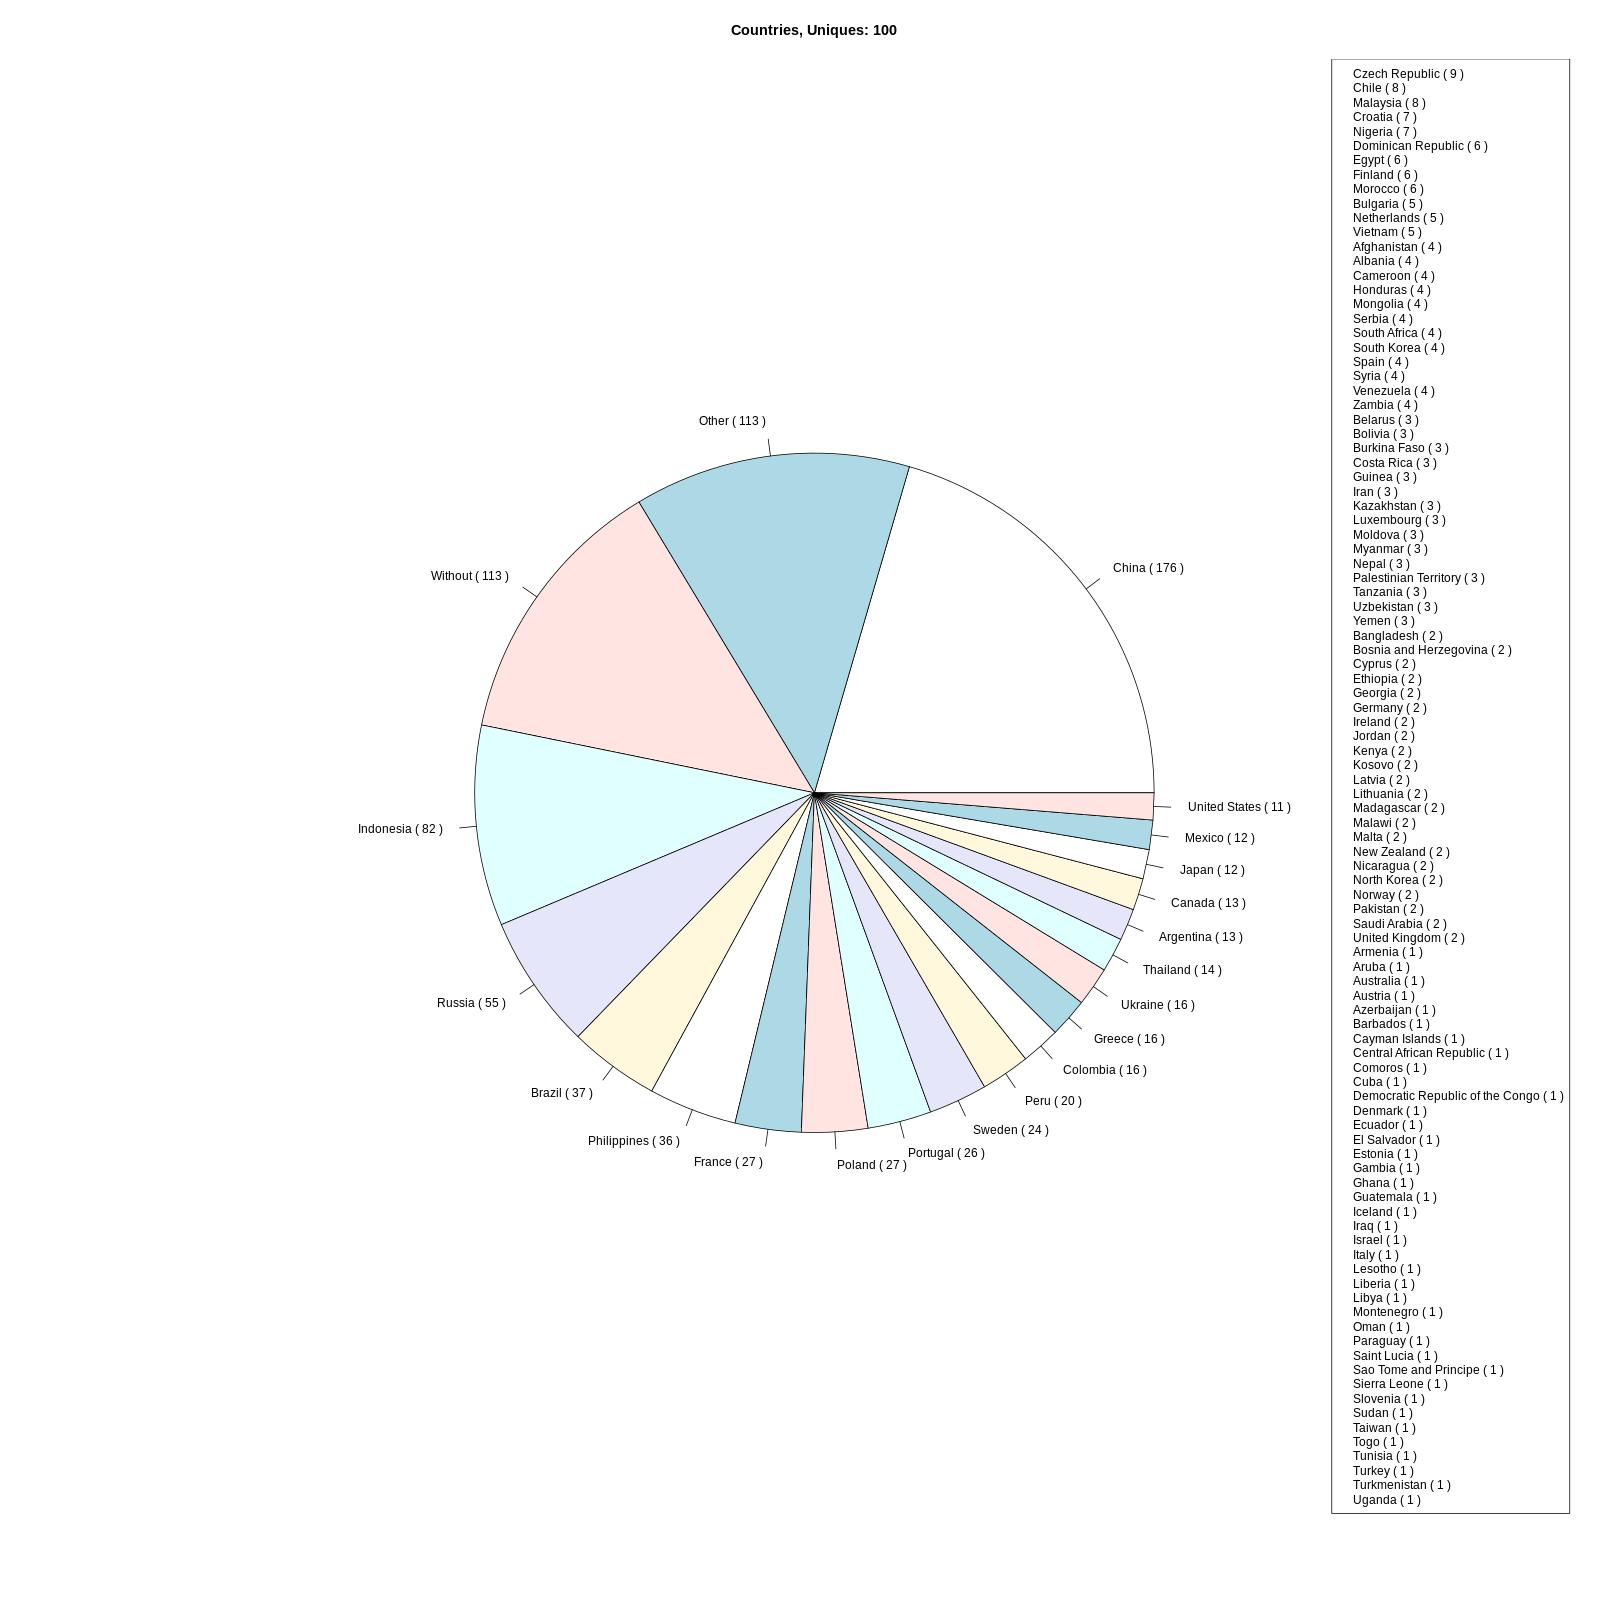 Countries, Uniques: 100
Other ( 113 )
China ( 176 )
Without ( 113 )
Indonesia ( 82 )
Russia ( 55 )
Brazil ( 37 )
Philippines ( 36 )
France ( 27 )
Poland ( 27 )
Portugal ( 26 )
Sweden ( 24 )
Peru ( 20 )
Colombia ( 16 )
Greece ( 16 )
Ukraine ( 16 )
Thailand ( 14 )
Argentina ( 13 )
Canada ( 13 )
Japan ( 12 )
Mexico ( 12 )
United States ( 11 )
Czech Republic ( 9 )
Chile ( 8 )
Malaysia ( 8 )
Croatia ( 7 )
Nigeria ( 7 )
Dominican Republic ( 6 )
Egypt ( 6 )
Finland ( 6 )
Morocco ( 6 )
Bulgaria ( 5 )
Netherlands ( 5 )
Vietnam ( 5 )
Afghanistan ( 4 )
Albania ( 4 )
Cameroon ( 4 )
Honduras ( 4 )
Mongolia ( 4 )
Serbia ( 4 )
South Africa ( 4 )
South Korea ( 4 )
Spain ( 4 )
Syria ( 4 )
Venezuela ( 4 )
Zambia ( 4 )
Belarus ( 3 )
Bolivia ( 3 )
Burkina Faso ( 3 )
Costa Rica ( 3 )
Guinea ( 3 )
Iran ( 3 )
Kazakhstan ( 3 )
Luxembourg ( 3 )
Moldova ( 3 )
Myanmar ( 3 )
Nepal ( 3 )
Palestinian Territory ( 3 )
Tanzania ( 3 )
Uzbekistan ( 3 )
Yemen ( 3 )
Bangladesh ( 2 )
Bosnia and Herzegovina ( 2 )
Cyprus ( 2 )
Ethiopia ( 2 )
Georgia ( 2 )
Germany ( 2 )
Ireland ( 2 )
Jordan ( 2 )
Kenya ( 2 )
Kosovo ( 2 )
Latvia ( 2 )
Lithuania ( 2 )
Madagascar ( 2 )
Malawi ( 2 )
Malta ( 2 )
New Zealand ( 2 )
Nicaragua ( 2 )
North Korea ( 2 )
Norway ( 2 )
Pakistan ( 2 )
Saudi Arabia ( 2 )
United Kingdom ( 2 )
Armenia ( 1 )
Aruba ( 1 )
Australia ( 1 )
Austria ( 1 )
Azerbaijan ( 1 )
Barbados ( 1 )
Cayman Islands ( 1 )
Central African Republic ( 1 )
Comoros ( 1 )
Cuba ( 1 )
Democratic Republic of the Congo ( 1 )
Denmark ( 1 )
Ecuador ( 1 )
El Salvador ( 1 )
Estonia ( 1 )
Gambia ( 1 )
Ghana ( 1 )
Guatemala ( 1 )
Iceland ( 1 )
Iraq ( 1 )
Israel ( 1 )
Italy ( 1 )
Lesotho ( 1 )
Liberia ( 1 )
Libya ( 1 )
Montenegro ( 1 )
Oman ( 1 )
Paraguay ( 1 )
Saint Lucia ( 1 )
Sao Tome and Principe ( 1 )
Sierra Leone ( 1 )
Slovenia ( 1 )
Sudan ( 1 )
Taiwan ( 1 )
Togo ( 1 )
Tunisia ( 1 )
Turkey ( 1 )
Turkmenistan ( 1 )
Uganda ( 1 )